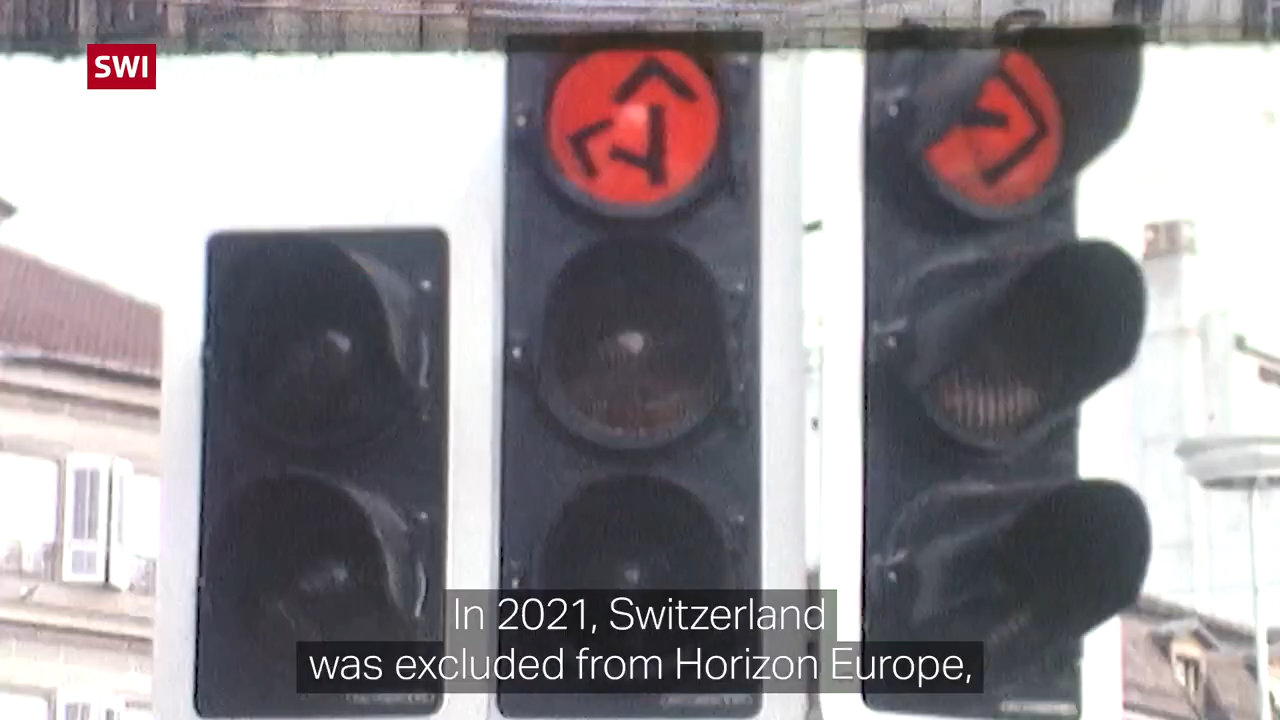 SWI
In 2021, Switzerland
was excluded from Horizon Europe,